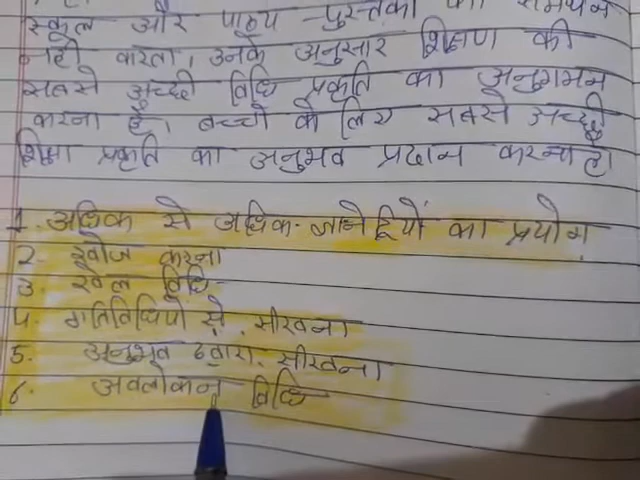 स्कूल और पाठ्य -पुस्तको का समर्थन
नही करता, उनके अनुसार शिक्षण की
सबसे अच्छी विधि प्रकृति का अनुगमन
करना है, बच्चो के लिए सबसे अच्छी
शिक्षा प्रकृति का अनुभव प्रदान करना है।
1. अधिक से अधिक- ज्ञानेद्रियों का प्रयोग
2. खोज करना
3. खेल विधि
4. गतिविधियो से सीखना
5. अनुभव द्वारा सीखना
6. अवलोकन विधि